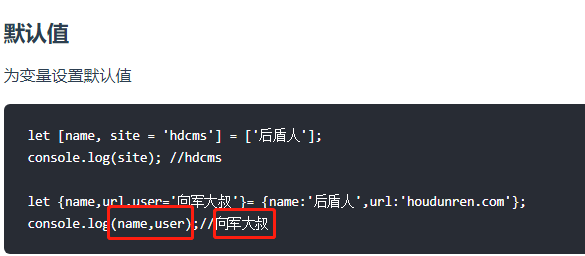 默认值
为变量设置默认值
let [name, site = 'hdcms'] = ['后盾人'];
console.log(site); //hdcms
let {name,url,user='向军大叔'}= {name:'后盾人',url:'houdunren.com'};
console.log(name,user);//向军大叔